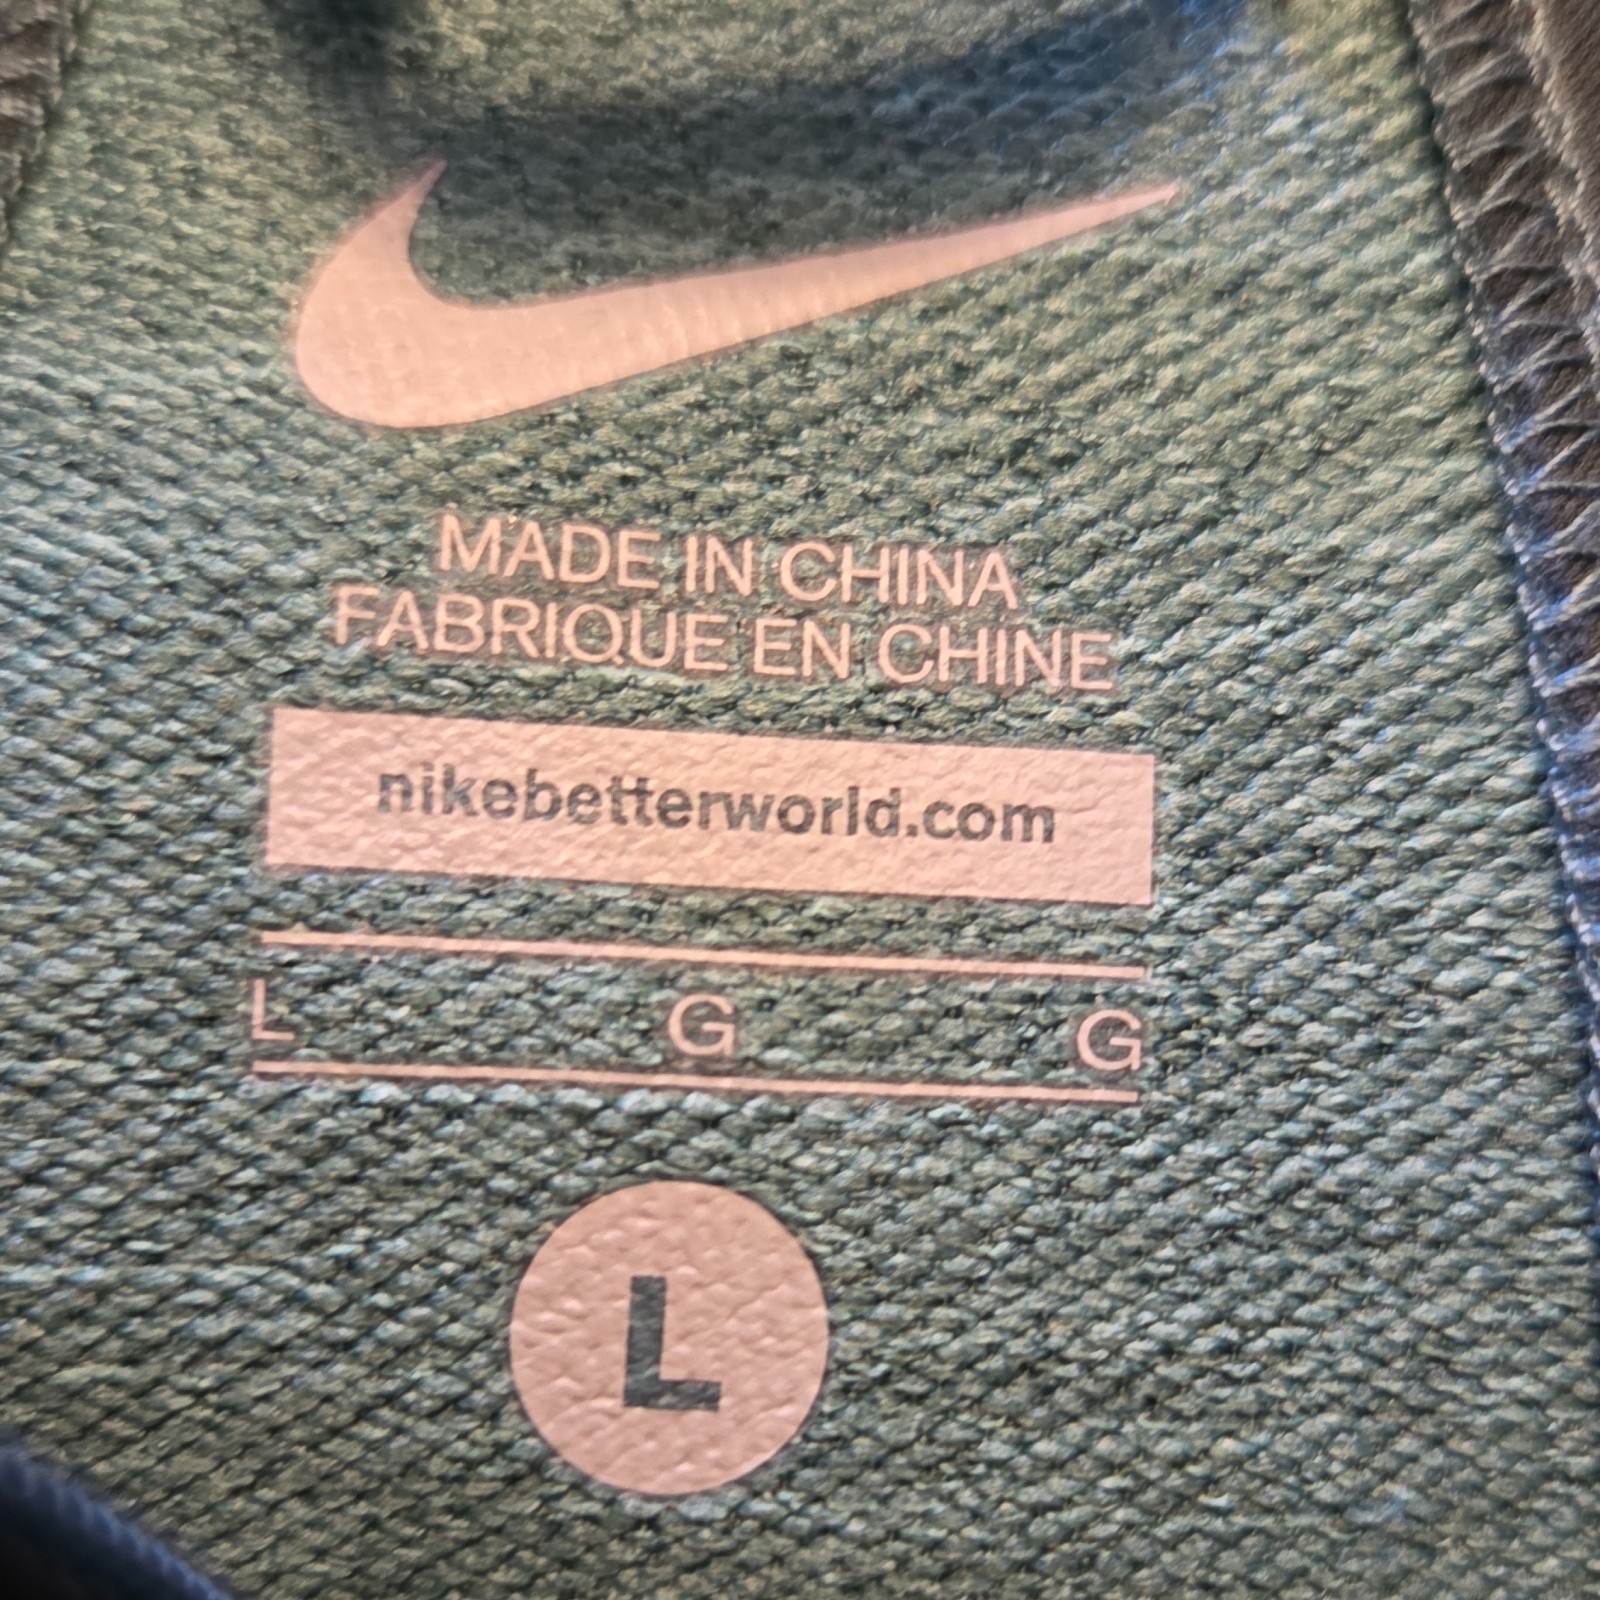 MADE IN CHINA
FABRIQUE EN CHINE
nikebetterworld.com
L G G
L